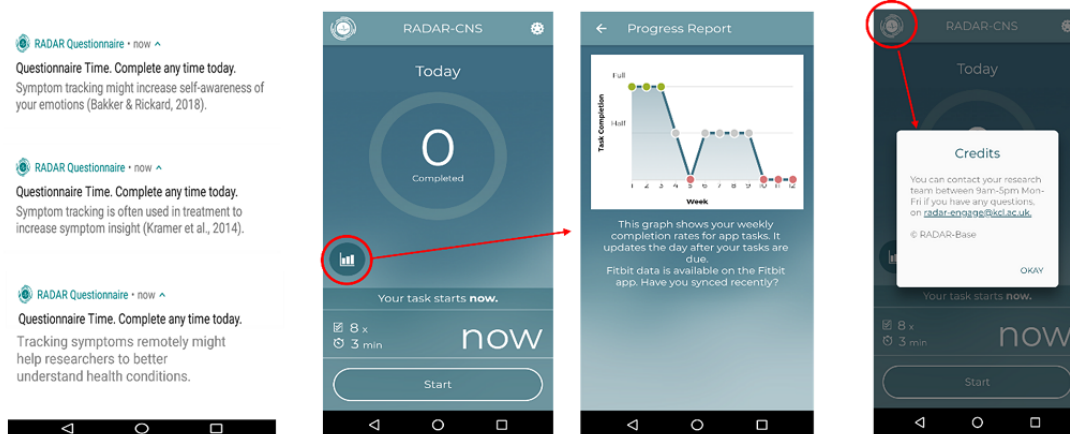 RADAR Questionnaire • now
Questionnaire Time. Complete any time today.
Symptom tracking might increase self-awareness of
your emotions (Bakker & Rickard, 2018).
RADAR Questionnaire • now
Questionnaire Time. Complete any time today.
Symptom tracking is often used in treatment to
increase symptom insight (Kramer et al., 2014).
RADAR Questionnaire • now
Questionnaire Time. Complete any time today.
Tracking symptoms remotely might
help researchers to better
understand health conditions.
RADAR-CNS
Today
0
Completed
Your task starts now.
8 x
3 min
now
Start
Progress Report
Full
Half
Task Completion
1 2 3 4 5 6 7 8 9 10 11 12
Week
This graph shows your weekly
completion rates for app tasks. It
updates the day after your tasks are
due.
Fitbit data is available on the Fitbit
app. Have you synced recently?
RADAR-CNS
Today
Credits
You can contact your research
team between 9am-5pm Mon-
Fri if you have any questions,
on radar-engage@kcl.ac.uk.
© RADAR-Base
OKAY
Your task starts now.
8 x
3 min
now
Start